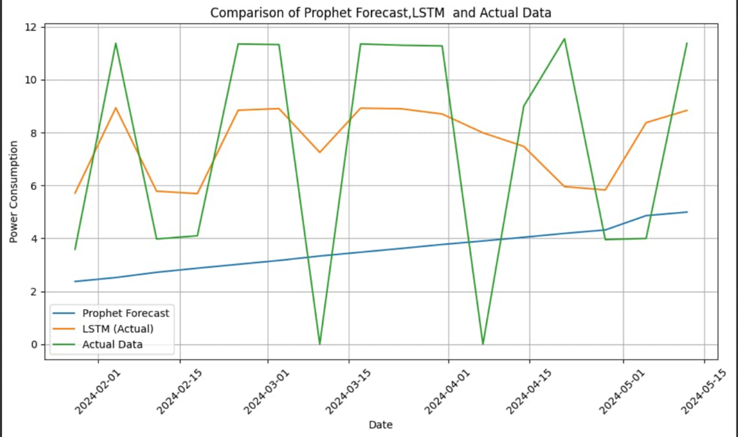 Comparison of Prophet Forecast,LSTM  and Actual Data
12
10
8
6
4
2
0
Power Consumption
Prophet Forecast
LSTM (Actual)
Actual Data
2024-02-01
2024-02-15
2024-03-01
2024-03-15
2024-04-01
2024-04-15
2024-05-01
2024-05-15
Date